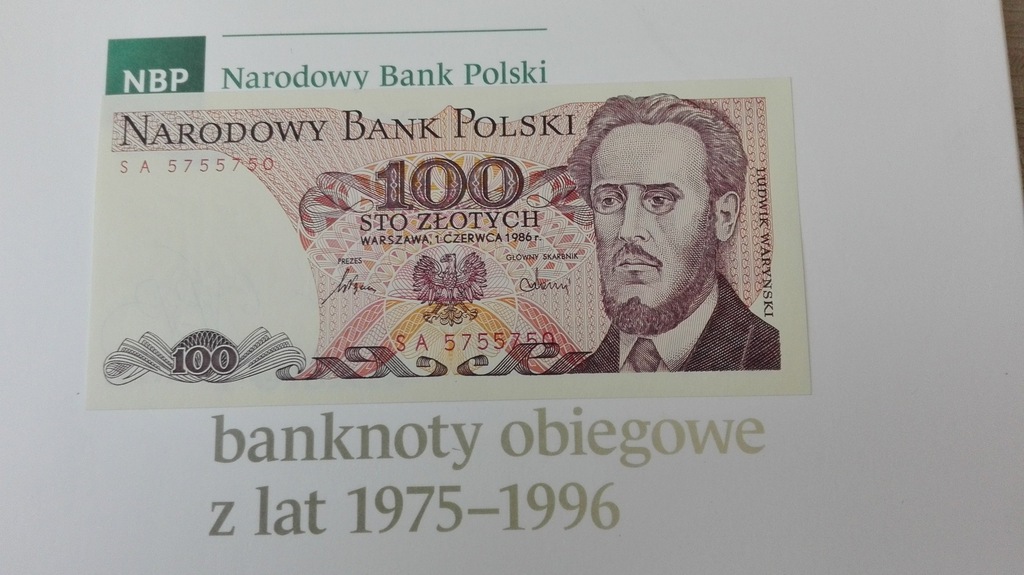 NBP Narodowy Bank Polski
NARODOWY BANK POLSKI
SA 5755750
100
STO ZŁOTYCH
WARSZAWA, 1 CZERWCA 1986 r.
PREZES
GŁÓWNY SKARBNIK
SA 5755750
100
LUDWIK WARYŃSKI
banknoty obiegowe
z lat 1975–1996